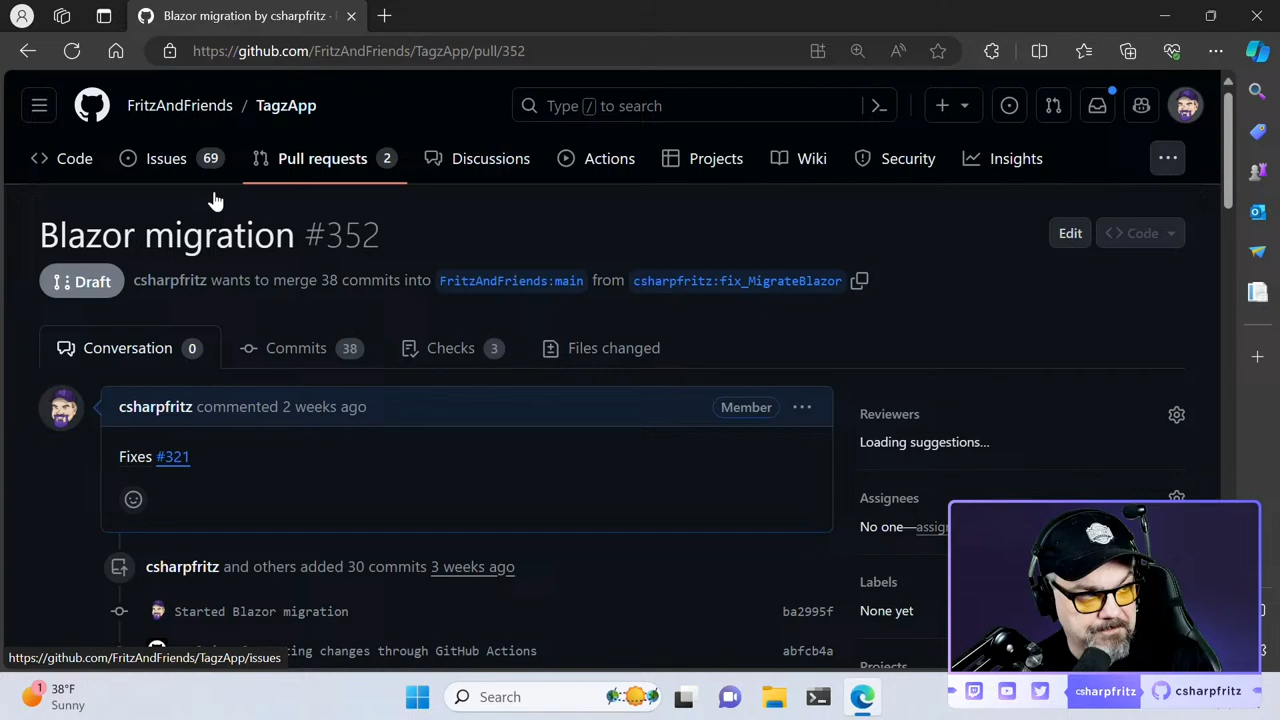 Blazor migration by csharpfritz ·
https://github.com/FritzAndFriends/TagzApp/pull/352
FritzAndFriends / TagzApp
Type / to search
Code
Issues 69
Pull requests 2
Discussions
Actions
Projects
Wiki
Security
Insights
Blazor migration #352
Edit
<> Code
Draft
csharpfritz wants to merge 38 commits into FritzAndFriends:main from csharpfritz:fix_MigrateBlazor
Conversation 0
Commits 38
Checks 3
Files changed
csharpfritz commented 2 weeks ago
Member
Fixes #321
Reviewers
Loading suggestions...
Assignees
No one—assign
Labels
None yet
Projects
csharpfritz and others added 30 commits 3 weeks ago
Started Blazor migration
ba2995f
ting changes through GitHub Actions
abfcb4a
https://github.com/FritzAndFriends/TagzApp/issues
1
38°F
Sunny
Search
csharpfritz
csharpfritz